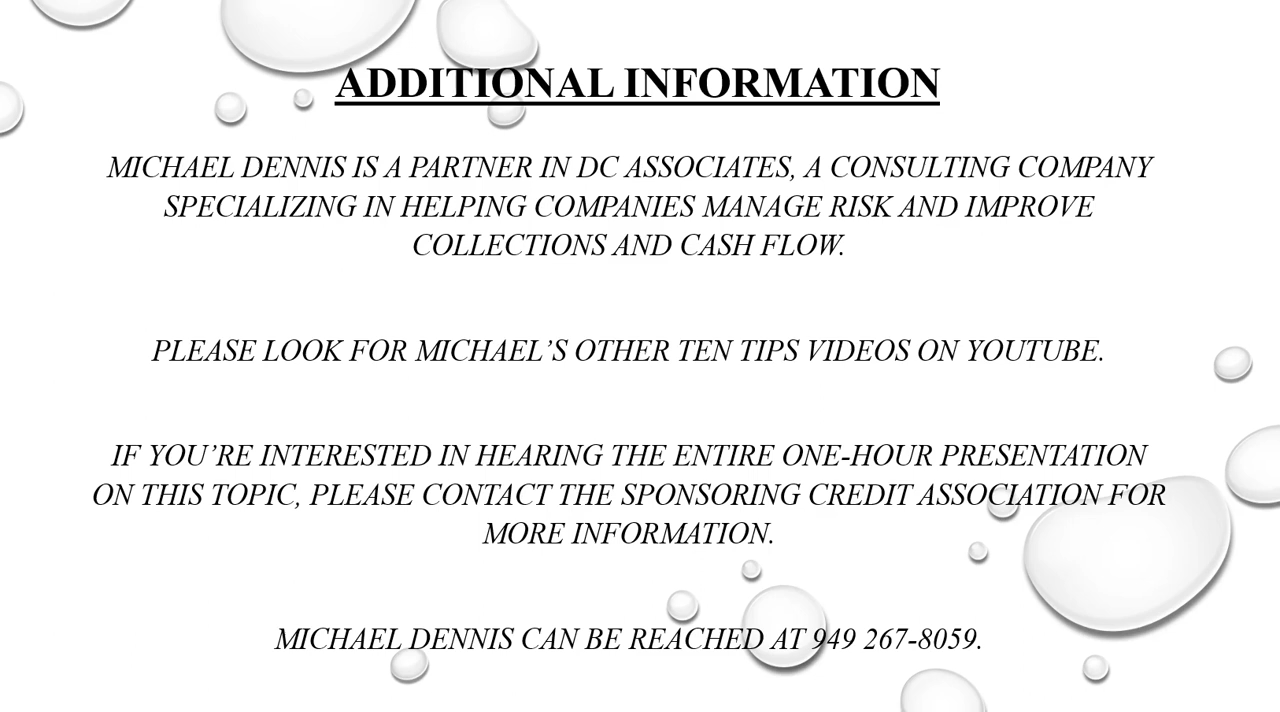 ADDITIONAL INFORMATION
MICHAEL DENNIS IS A PARTNER IN DC ASSOCIATES, A CONSULTING COMPANY
SPECIALIZING IN HELPING COMPANIES MANAGE RISK AND IMPROVE
COLLECTIONS AND CASH FLOW.
PLEASE LOOK FOR MICHAEL’S OTHER TEN TIPS VIDEOS ON YOUTUBE.
IF YOU’RE INTERESTED IN HEARING THE ENTIRE ONE-HOUR PRESENTATION
ON THIS TOPIC, PLEASE CONTACT THE SPONSORING CREDIT ASSOCIATION FOR
MORE INFORMATION.
MICHAEL DENNIS CAN BE REACHED AT 949 267-8059.